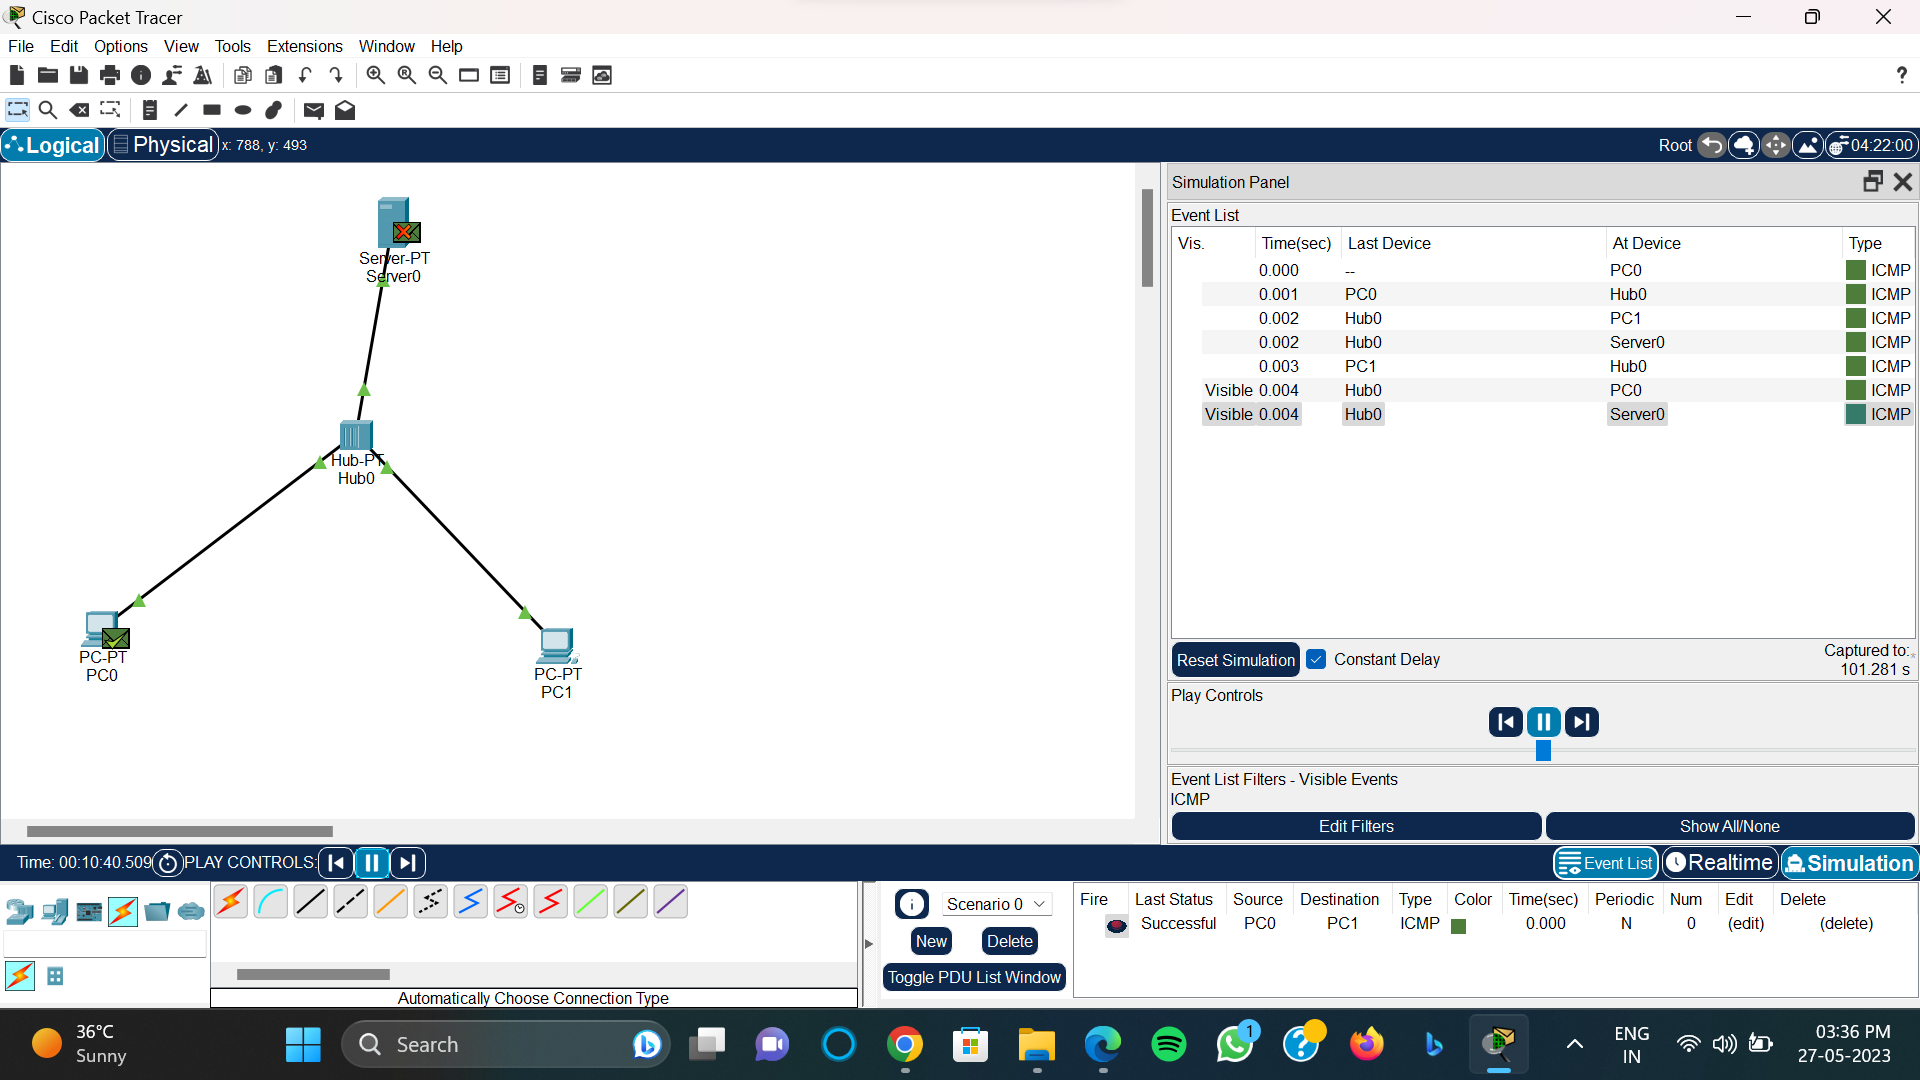 Cisco Packet Tracer
File Edit Options View Tools Extensions Window Help
Logical Physical x: 788, y: 493 Root 04:22:00
Server-PT
Server0
Hub-PT
Hub0
PC-PT
PC0
PC-PT
PC1
Simulation Panel
Event List
Vis. Time(sec) Last Device At Device Type
0.000 -- PC0 ICMP
0.001 PC0 Hub0 ICMP
0.002 Hub0 PC1 ICMP
0.002 Hub0 Server0 ICMP
0.003 PC1 Hub0 ICMP
Visible 0.004 Hub0 PC0 ICMP
Visible 0.004 Hub0 Server0 ICMP
Reset Simulation Constant Delay Captured to:
101.281 s
Play Controls
Event List Filters - Visible Events
ICMP
Edit Filters Show All/None
Time: 00:10:40.509 PLAY CONTROLS: Event List Realtime Simulation
Automatically Choose Connection Type
Scenario 0
New Delete
Toggle PDU List Window
Fire Last Status Source Destination Type Color Time(sec) Periodic Num Edit Delete
Successful PC0 PC1 ICMP 0.000 N 0 (edit) (delete)
36°C
Sunny
Search
1
ENG
IN
03:36 PM
27-05-2023